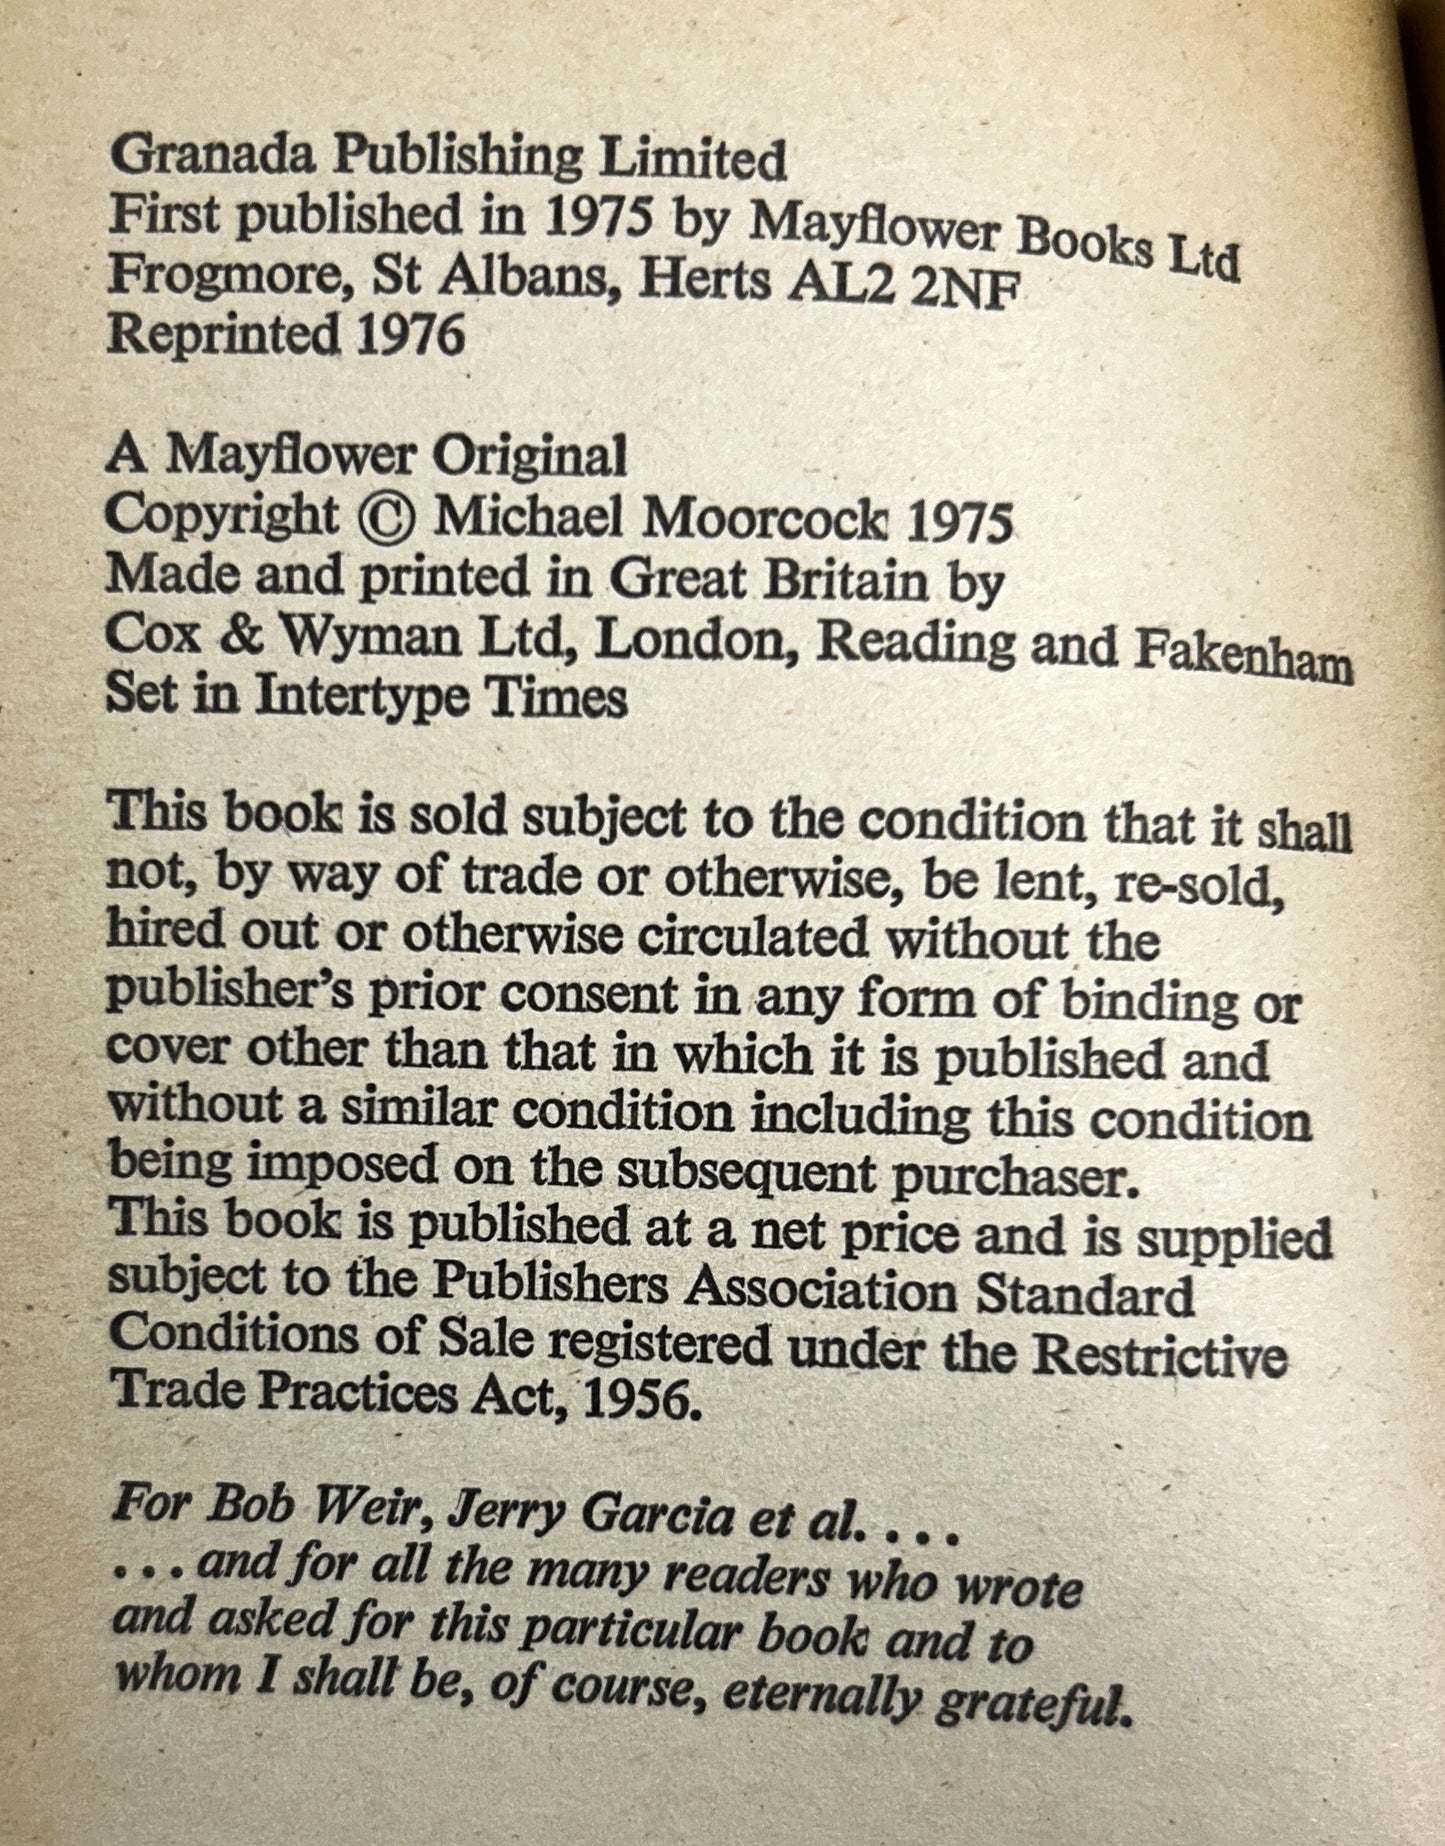 Granada Publishing Limited
First published in 1975 by Mayflower Books Ltd
Frogmore, St Albans, Herts AL2 2NF
Reprinted 1976
A Mayflower Original
Copyright © Michael Moorcock 1975
Made and printed in Great Britain by
Cox & Wyman Ltd, London, Reading and Fakenham
Set in Intertype Times
This book is sold subject to the condition that it shall
not, by way of trade or otherwise, be lent, re-sold,
hired out or otherwise circulated without the
publisher's prior consent in any form of binding or
cover other than that in which it is published and
without a similar condition including this condition
being imposed on the subsequent purchaser.
This book is published at a net price and is supplied
subject to the Publishers Association Standard
Conditions of Sale registered under the Restrictive
Trade Practices Act, 1956.
For Bob Weir, Jerry Garcia et al. . . .
. . . and for all the many readers who wrote
and asked for this particular book and to
whom I shall be, of course, eternally grateful.